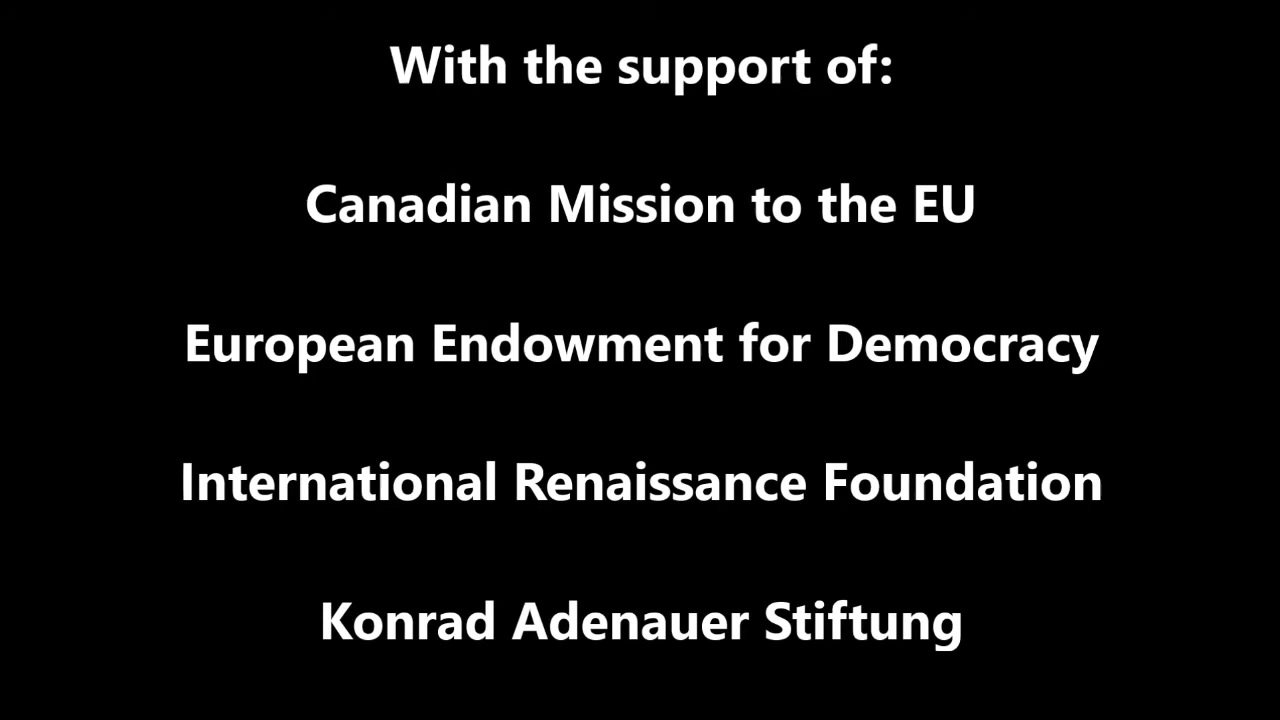 With the support of:
Canadian Mission to the EU
European Endowment for Democracy
International Renaissance Foundation
Konrad Adenauer Stiftung